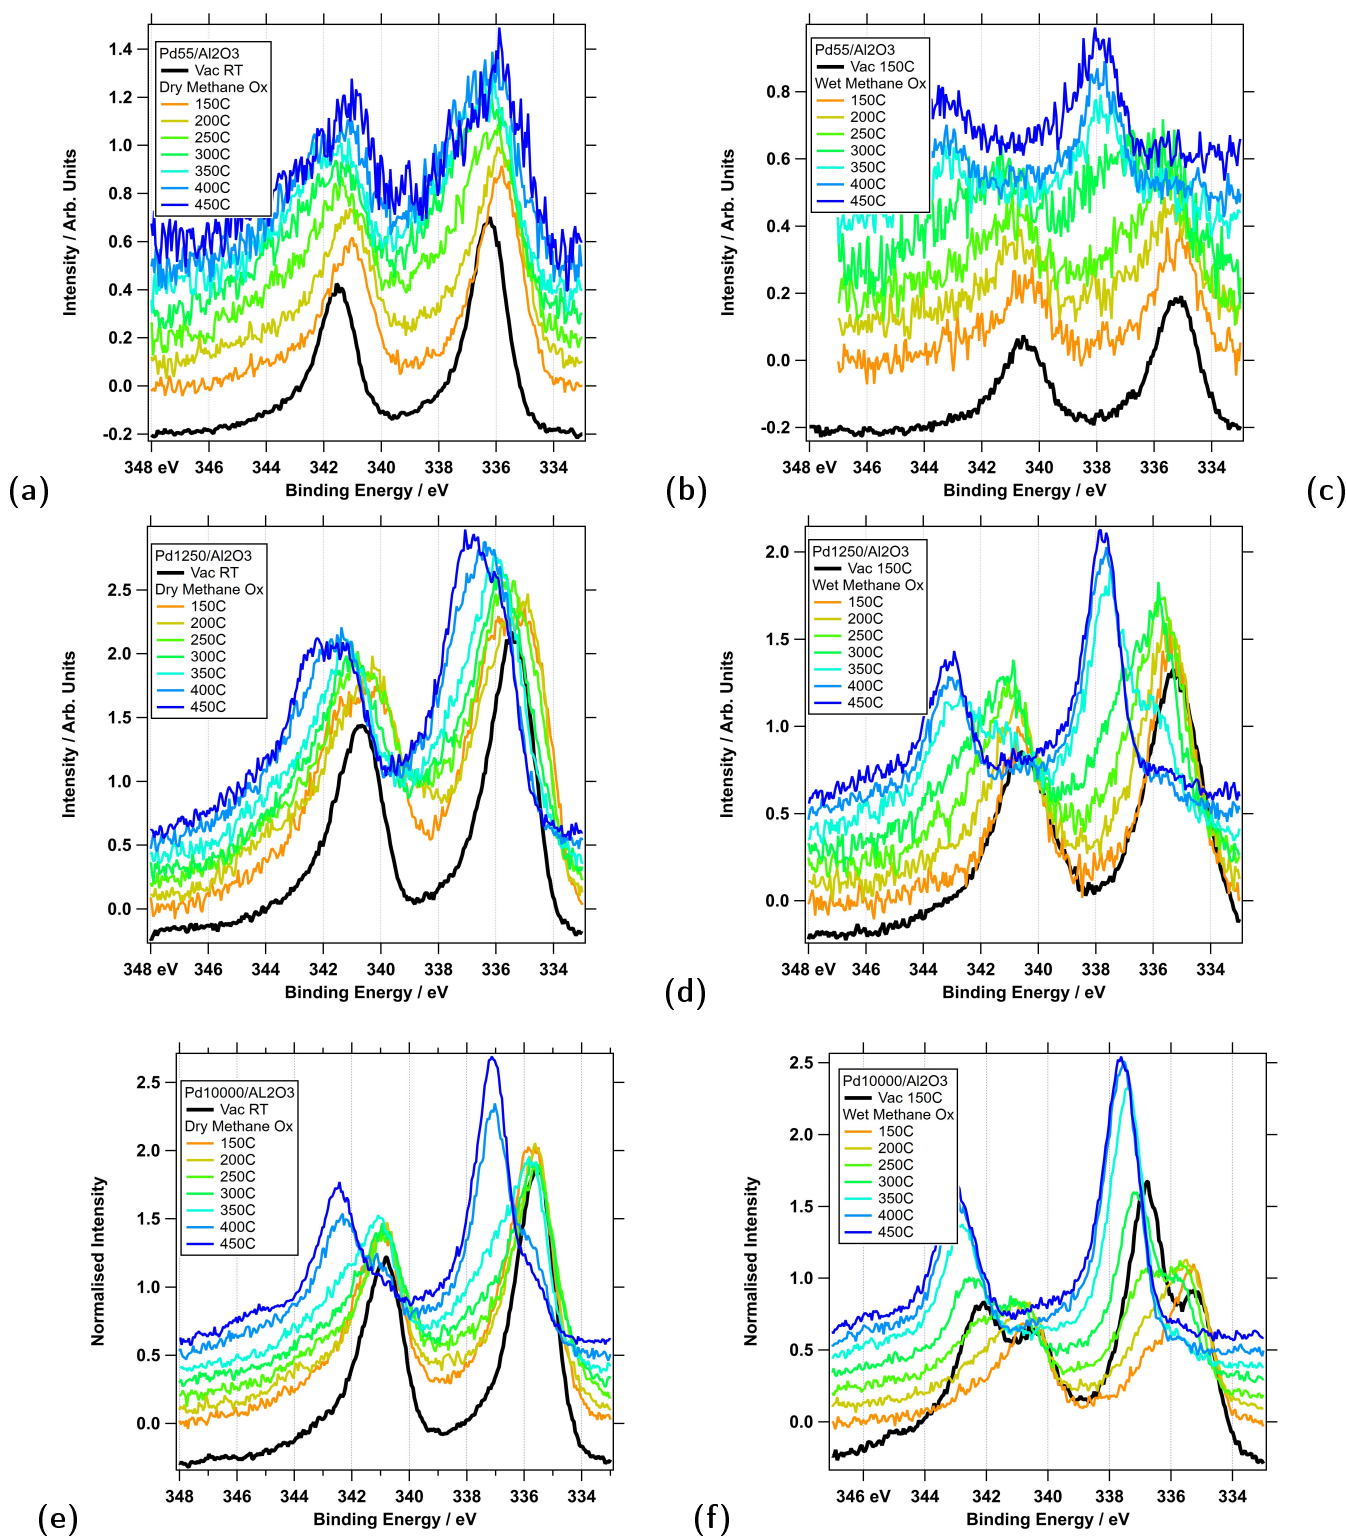 Pd55/Al2O3
Vac RT
Dry Methane Ox
150C
200C
250C
300C
350C
400C
450C
1.4
1.2
1.0
0.8
0.6
0.4
0.2
0.0
-0.2
Intensity / Arb. Units
348 eV 346 344 342 340 338 336 334
Binding Energy / eV
(a)
Pd55/Al2O3
Vac 150C
Wet Methane Ox
150C
200C
250C
300C
350C
400C
450C
0.8
0.6
0.4
0.2
0.0
-0.2
Intensity / Arb. Units
348 eV 346 344 342 340 338 336 334
Binding Energy / eV
(b)
(c)
Pd1250/Al2O3
Vac RT
Dry Methane Ox
150C
200C
250C
300C
350C
400C
450C
2.5
2.0
1.5
1.0
0.5
0.0
Intensity / Arb. Units
348 eV 346 344 342 340 338 336 334
Binding Energy / eV
Pd1250/Al2O3
Vac 150C
Wet Methane Ox
150C
200C
250C
300C
350C
400C
450C
2.0
1.5
1.0
0.5
0.0
Intensity / Arb. Units
348 eV 346 344 342 340 338 336 334
Binding Energy / eV
(d)
Pd10000/AL2O3
Vac RT
Dry Methane Ox
150C
200C
250C
300C
350C
400C
450C
2.5
2.0
1.5
1.0
0.5
0.0
Normalised Intensity
348 346 344 342 340 338 336 334
Binding Energy / eV
(e)
Pd10000/Al2O3
Vac 150C
Wet Methane Ox
150C
200C
250C
300C
350C
400C
450C
2.5
2.0
1.5
1.0
0.5
0.0
Normalised Intensity
346 eV 344 342 340 338 336 334
Binding Energy / eV
(f)